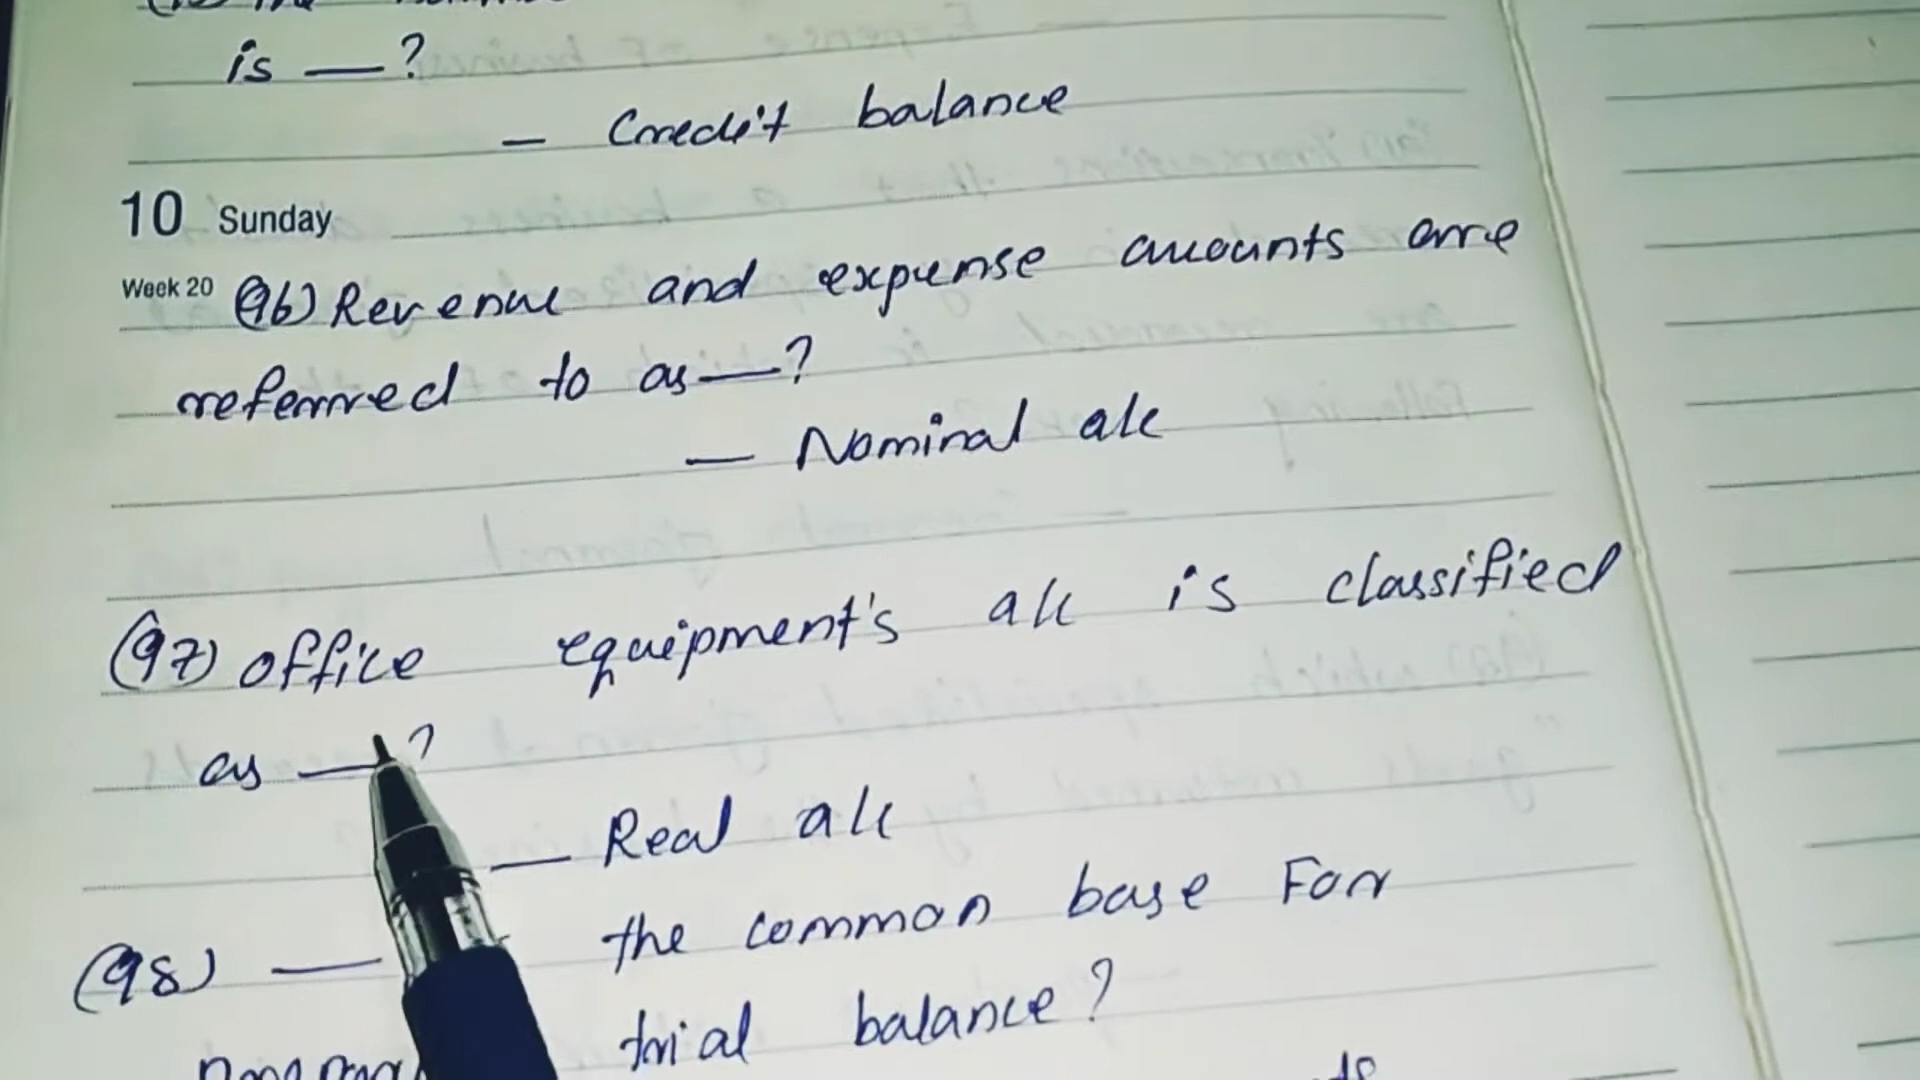 is — ?
— Credit balance
10 Sunday
Week 20 (96) Revenue and expense accounts are
referred to as — ?
— Nominal a/c
(97) office equipment's a/c is classified
as — ?
— Real a/c
(98) — the common base For
trial balance?